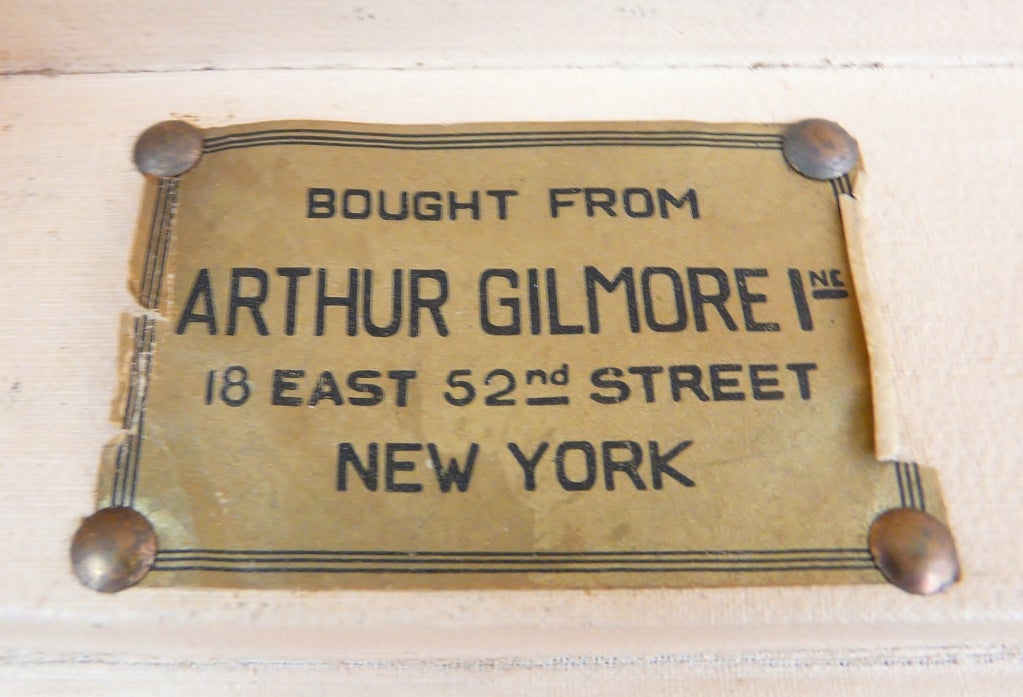 BOUGHT FROM
ARTHUR GILMORE INC
18 EAST 52nd STREET
NEW YORK